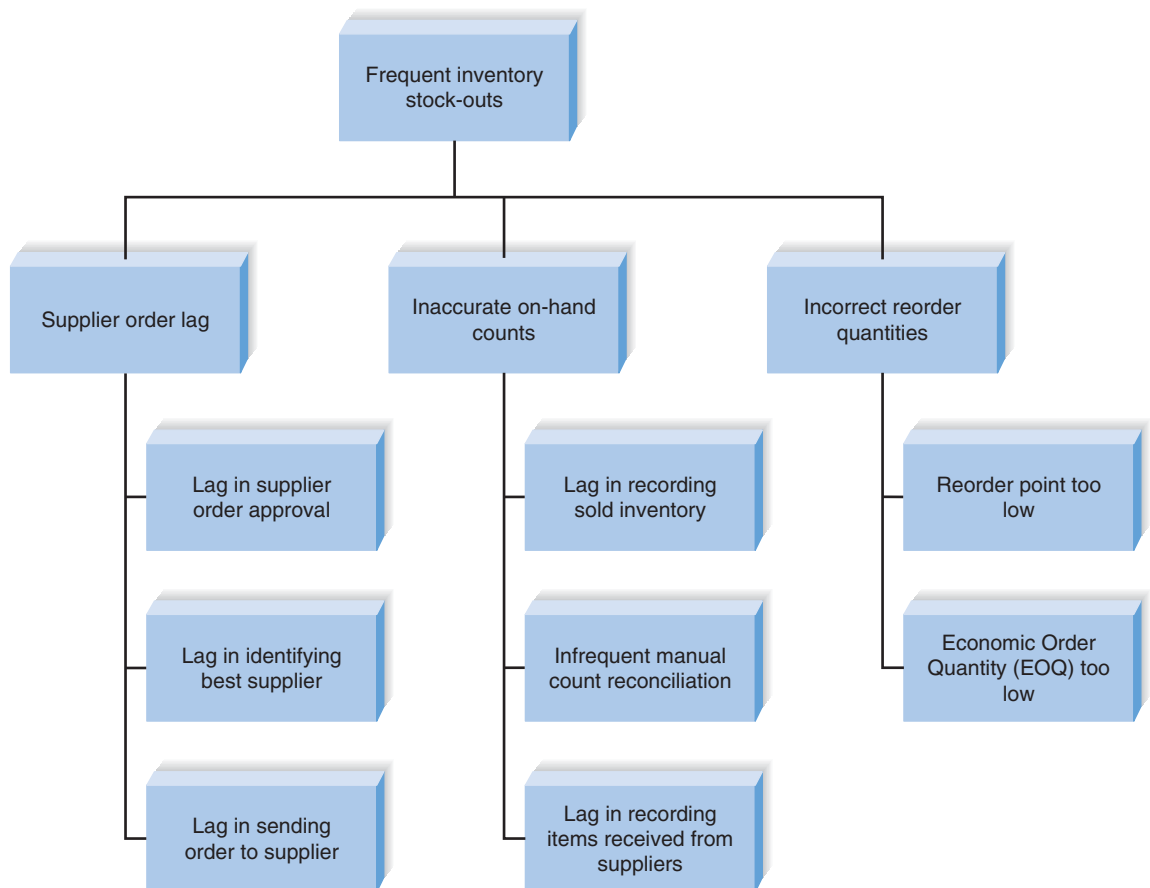 Frequent inventory
stock-outs
Supplier order lag
Inaccurate on-hand
counts
Incorrect reorder
quantities
Lag in supplier
order approval
Lag in identifying
best supplier
Lag in sending
order to supplier
Lag in recording
sold inventory
Infrequent manual
count reconciliation
Lag in recording
items received from
suppliers
Reorder point too
low
Economic Order
Quantity (EOQ) too
low